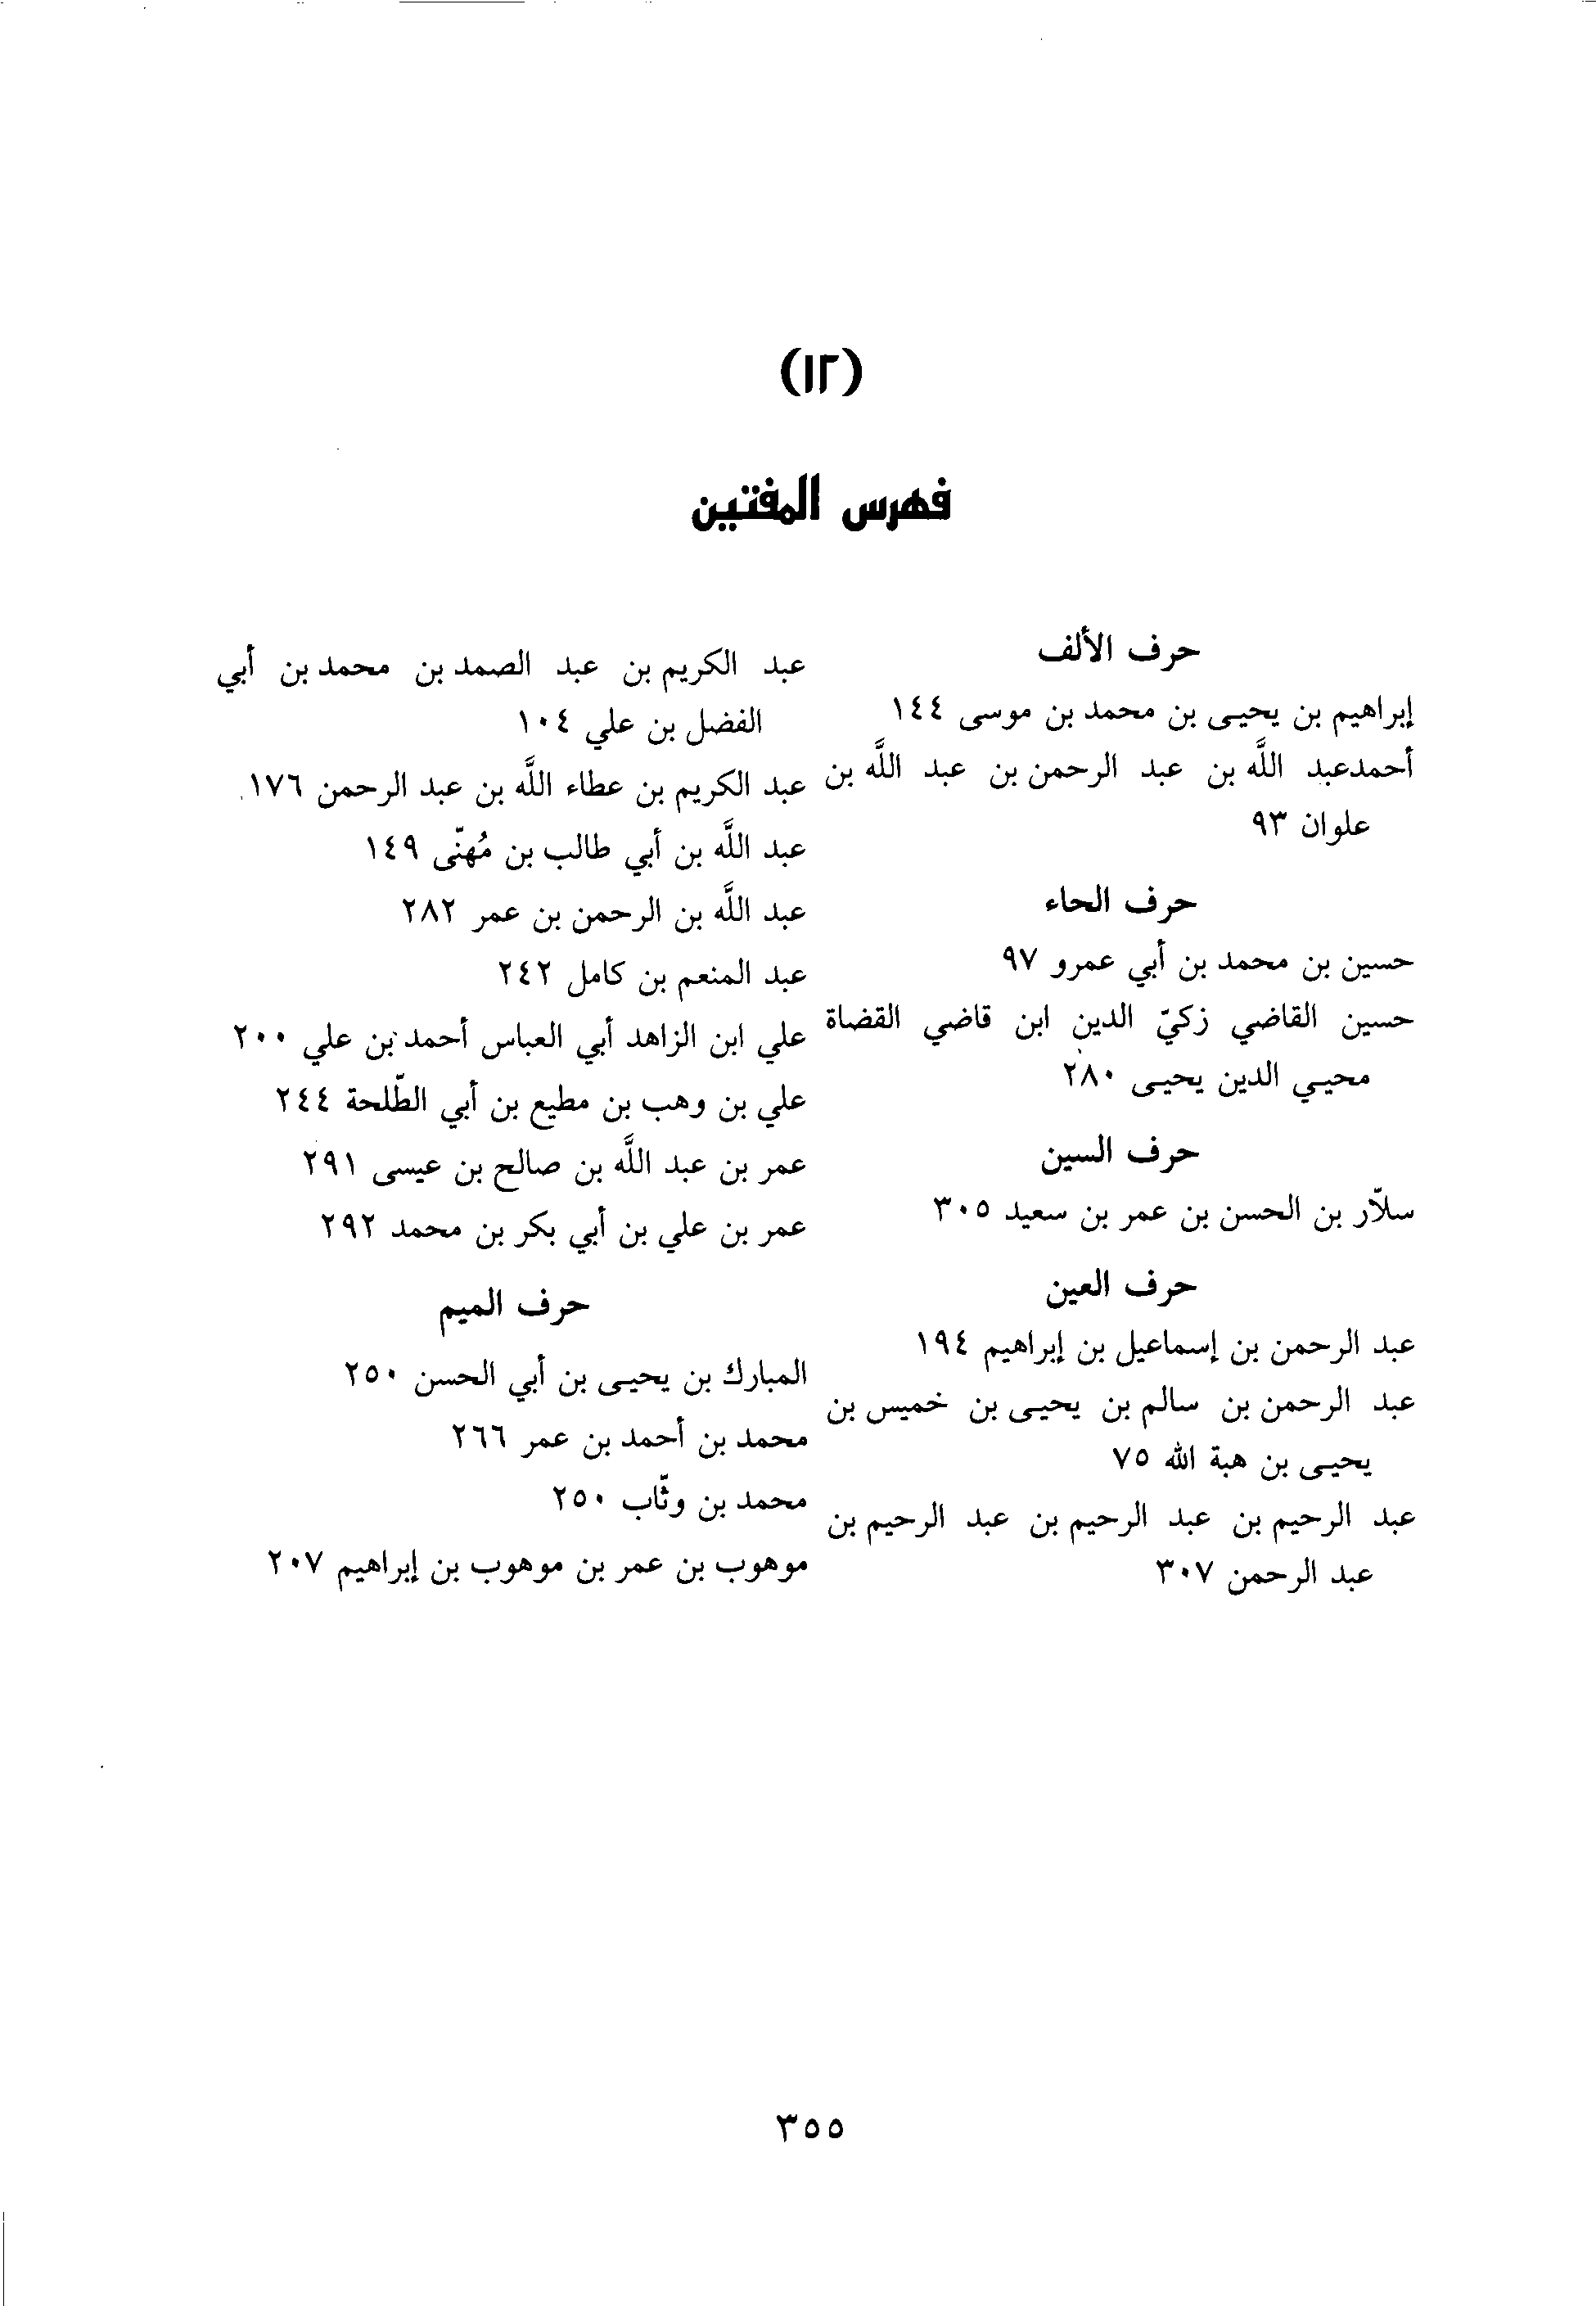 (١٢)
فهرس المفتين
حرف الألف
إبراهيم بن يحيى بن محمد بن موسى ١٤٤
أحمدعبد اللَّه بن عبد الرحمن بن عبد اللَّه بن
علوان ٩٣
حرف الحاء
حسين بن محمد بن أبي عمرو ٩٧
حسين القاضي زكيّ الدين ابن قاضي القضاة
محيي الدين يحيى ٢٨٠
حرف السين
سلاّر بن الحسن بن عمر بن سعيد ٣٠٥
حرف العين
عبد الرحمن بن إسماعيل بن إبراهيم ١٩٤
عبد الرحمن بن سالم بن يحيى بن خميس بن
يحيى بن هبة الله ٧٥
عبد الرحيم بن عبد الرحيم بن عبد الرحيم بن
عبد الرحمن ٣٠٧
عبد الكريم بن عبد الصمد بن محمد بن أبي
الفضل بن علي ١٠٤
عبد الكريم بن عطاء اللَّه بن عبد الرحمن ١٧٦
عبد اللَّه بن أبي طالب بن مُهنّى ١٤٩
عبد اللَّه بن الرحمن بن عمر ٢٨٢
عبد المنعم بن كامل ٢٤٢
علي ابن الزاهد أبي العباس أحمد بن علي ٢٠٠
علي بن وهب بن مطيع بن أبي الطّلحة ٢٤٤
عمر بن عبد اللَّه بن صالح بن عيسى ٢٩١
عمر بن علي بن أبي بكر بن محمد ٢٩٢
حرف الميم
المبارك بن يحيى بن أبي الحسن ٢٥٠
محمد بن أحمد بن عمر ٢٦٦
محمد بن وثّاب ٢٥٠
موهوب بن عمر بن موهوب بن إبراهيم ٢٠٧
٣٥٥